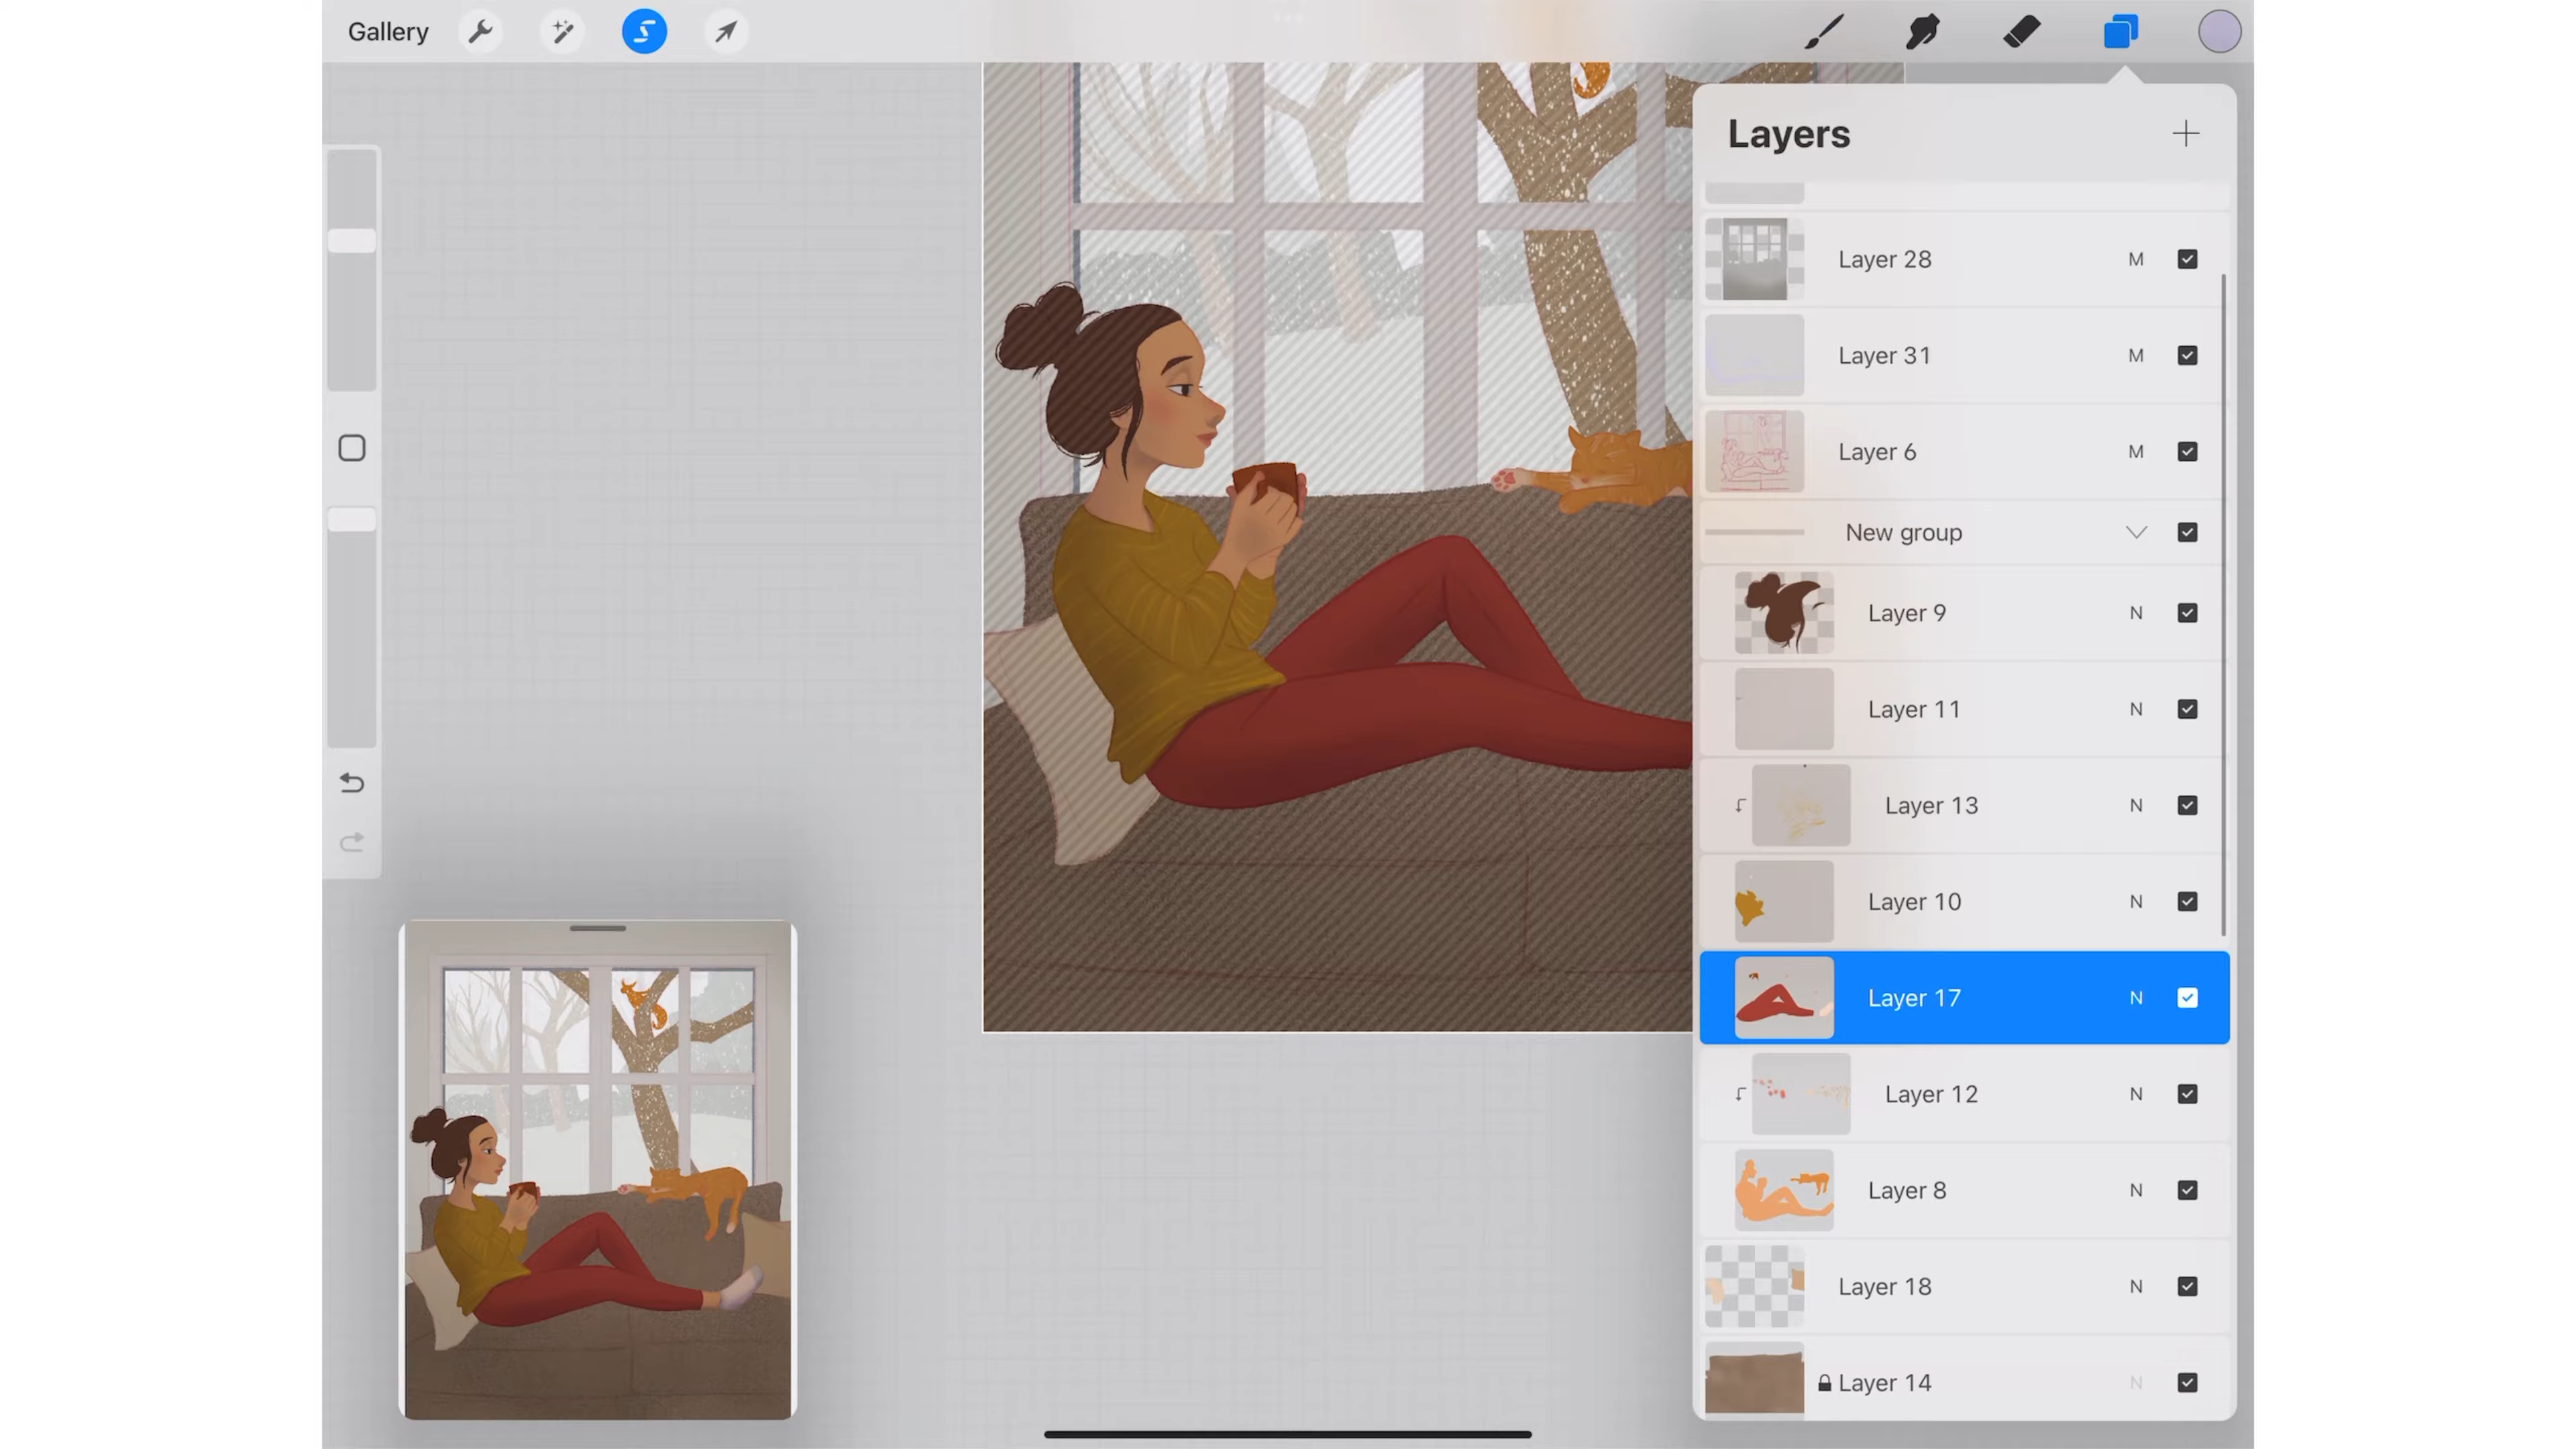 Gallery
Layers
Layer 28 M
Layer 31 M
Layer 6 M
New group
Layer 9 N
Layer 11 N
Layer 13 N
Layer 10 N
Layer 17 N
Layer 12 N
Layer 8 N
Layer 18 N
Layer 14 N